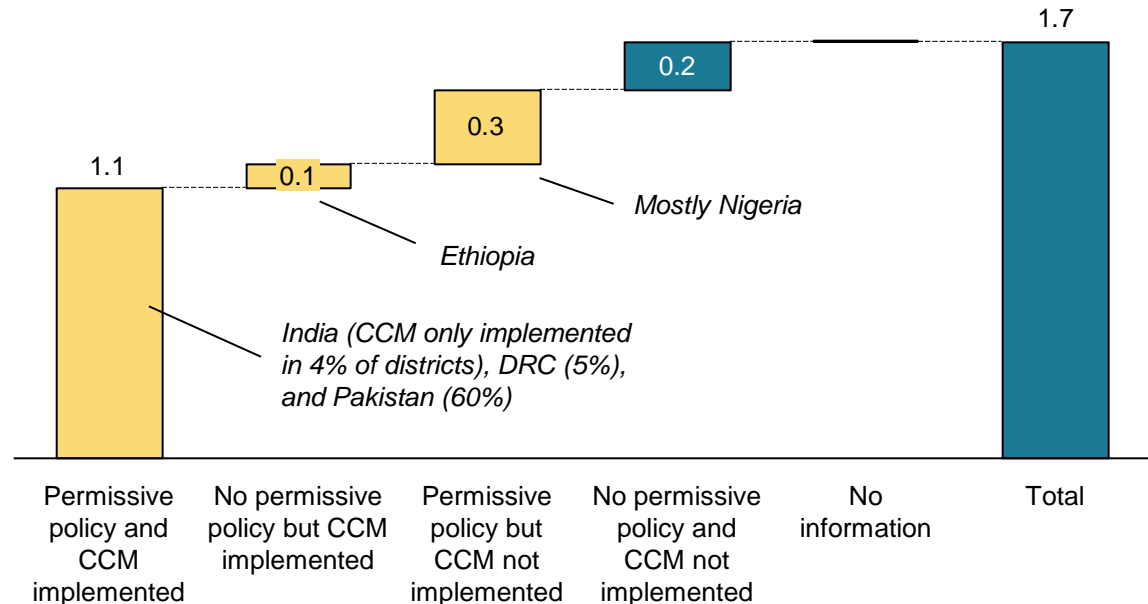 1.7
0.2
0.3
1.1
0.1
Mostly Nigeria
Ethiopia
India (CCM only implemented
in 4% of districts), DRC (5%),
and Pakistan (60%)
Permissive
policy and
CCM
implemented
No permissive
policy but CCM
implemented
Permissive
policy but
CCM not
implemented
No permissive
policy and
CCM not
implemented
No
information
Total